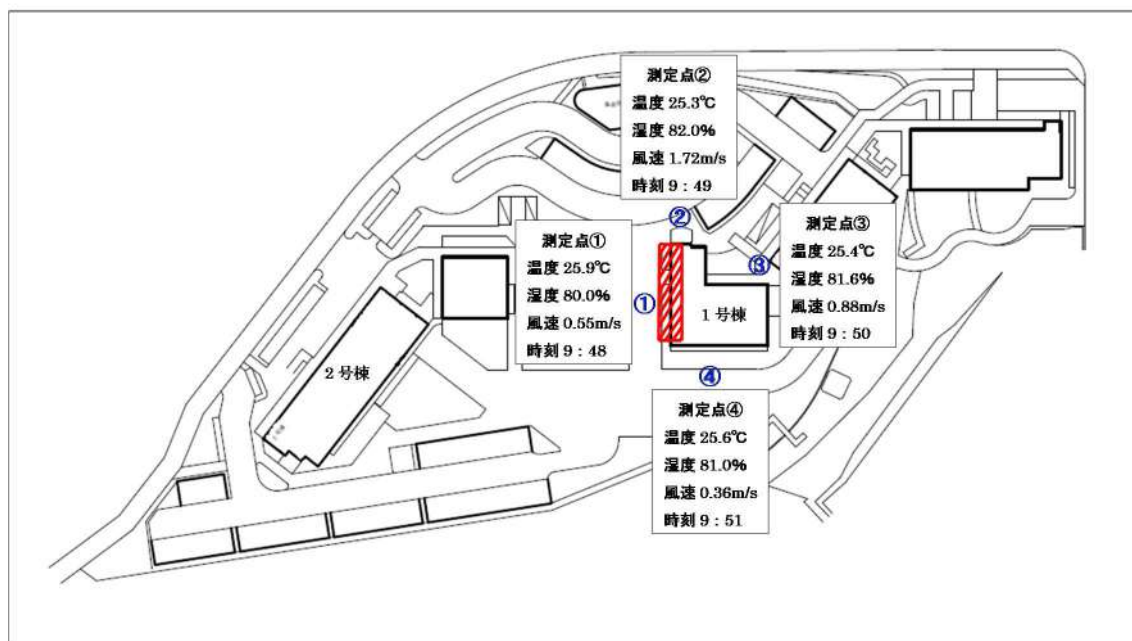 測定点②
温度 25.3℃
湿度 82.0%
風速 1.72m/s
時刻 9：49
②
測定点①
温度 25.9℃
湿度 80.0%
風速 0.55m/s
時刻 9：48
①
測定点③
温度 25.4℃
湿度 81.6%
風速 0.88m/s
時刻 9：50
③
1号棟
2号棟
④
測定点④
温度 25.6℃
湿度 81.0%
風速 0.36m/s
時刻 9：51